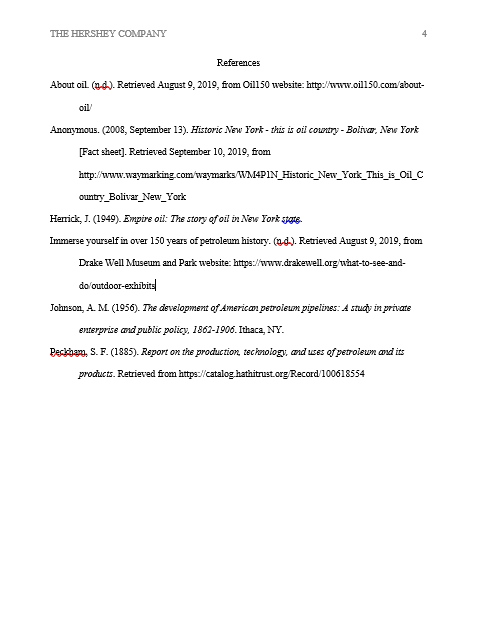 THE HERSHEY COMPANY 4
References
About oil. (n.d.). Retrieved August 9, 2019, from Oil150 website: http://www.oil150.com/about-
oil/
Anonymous. (2008, September 13). Historic New York - this is oil country - Bolivar, New York
[Fact sheet]. Retrieved September 10, 2019, from
http://www.waymarking.com/waymarks/WM4P1N_Historic_New_York_This_is_Oil_C
ountry_Bolivar_New_York
Herrick, J. (1949). Empire oil: The story of oil in New York state.
Immerse yourself in over 150 years of petroleum history. (n.d.). Retrieved August 9, 2019, from
Drake Well Museum and Park website: https://www.drakewell.org/what-to-see-and-
do/outdoor-exhibits
Johnson, A. M. (1956). The development of American petroleum pipelines: A study in private
enterprise and public policy, 1862-1906. Ithaca, NY.
Peckham, S. F. (1885). Report on the production, technology, and uses of petroleum and its
products. Retrieved from https://catalog.hathitrust.org/Record/100618554